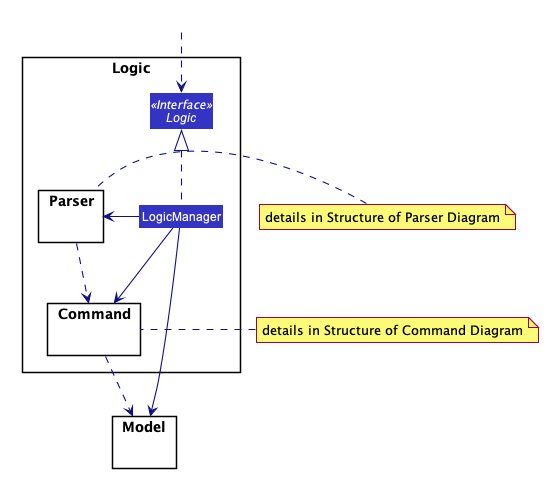 Logic
«Interface»
Logic
Parser
LogicManager
details in Structure of Parser Diagram
Command
details in Structure of Command Diagram
Model